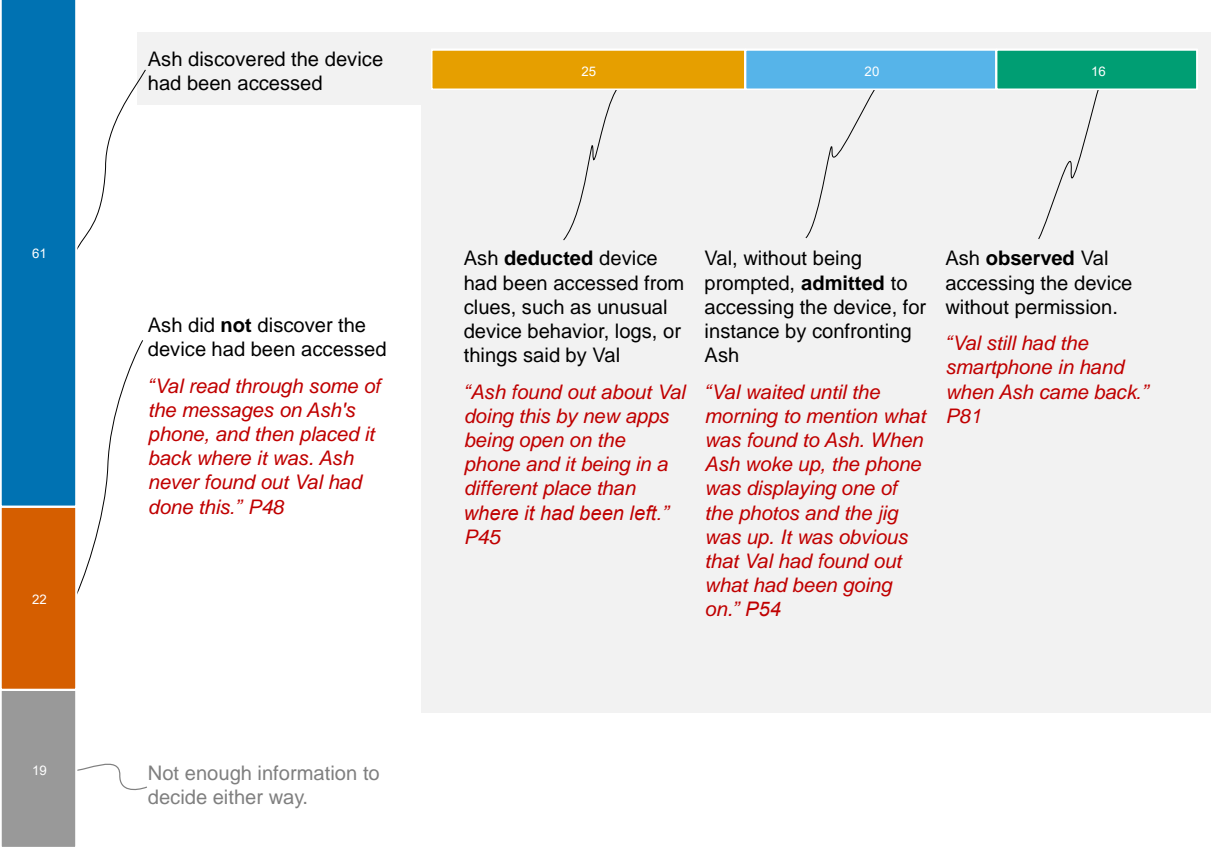 Ash discovered the device
had been accessed
25
20
16
61
Ash deducted device
had been accessed from
clues, such as unusual
device behavior, logs, or
things said by Val
“Ash found out about Val
doing this by new apps
being open on the
phone and it being in a
different place than
where it had been left.”
P45
Val, without being
prompted, admitted to
accessing the device, for
instance by confronting
Ash
“Val waited until the
morning to mention what
was found to Ash. When
Ash woke up, the phone
was displaying one of
the photos and the jig
was up. It was obvious
that Val had found out
what had been going
on.” P54
Ash observed Val
accessing the device
without permission.
“Val still had the
smartphone in hand
when Ash came back.”
P81
Ash did not discover the
device had been accessed
“Val read through some of
the messages on Ash's
phone, and then placed it
back where it was. Ash
never found out Val had
done this.” P48
22
19
Not enough information to
decide either way.